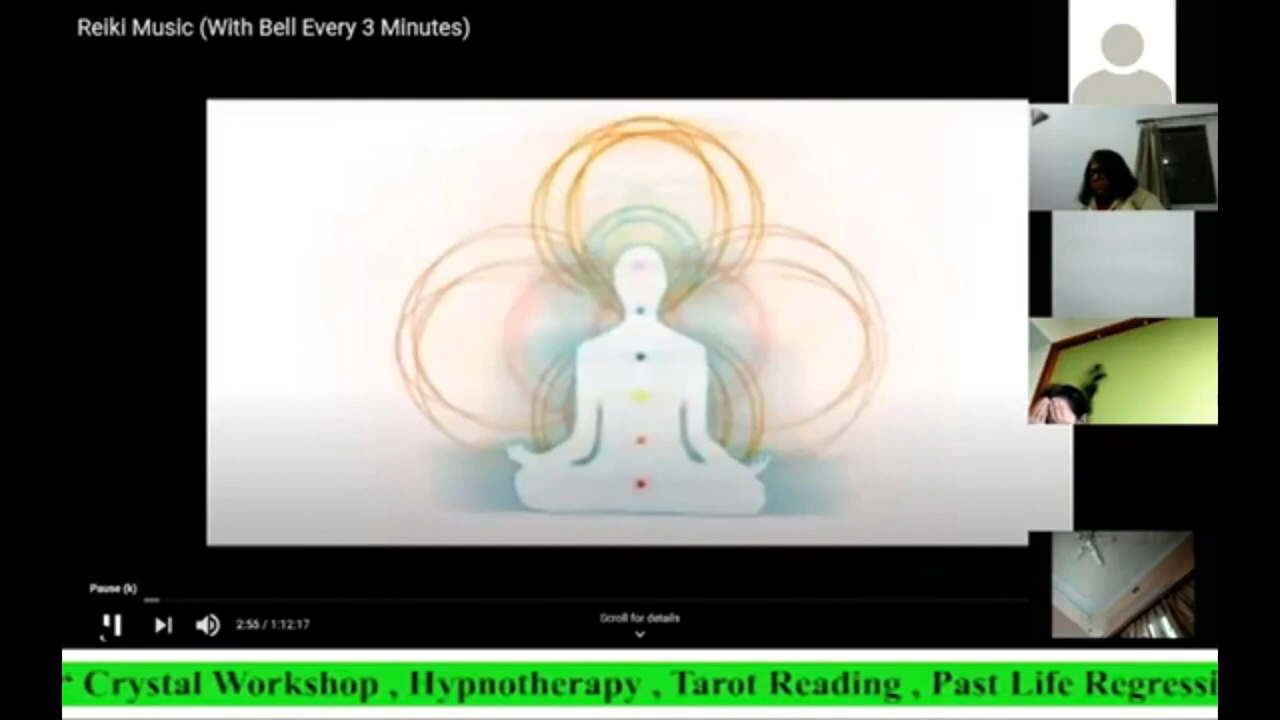 Reiki Music (With Bell Every 3 Minutes)
Pause (k)
2:55 / 1:12:17
Scroll for details
* Crystal Workshop , Hypnotherapy , Tarot Reading , Past Life Regressi